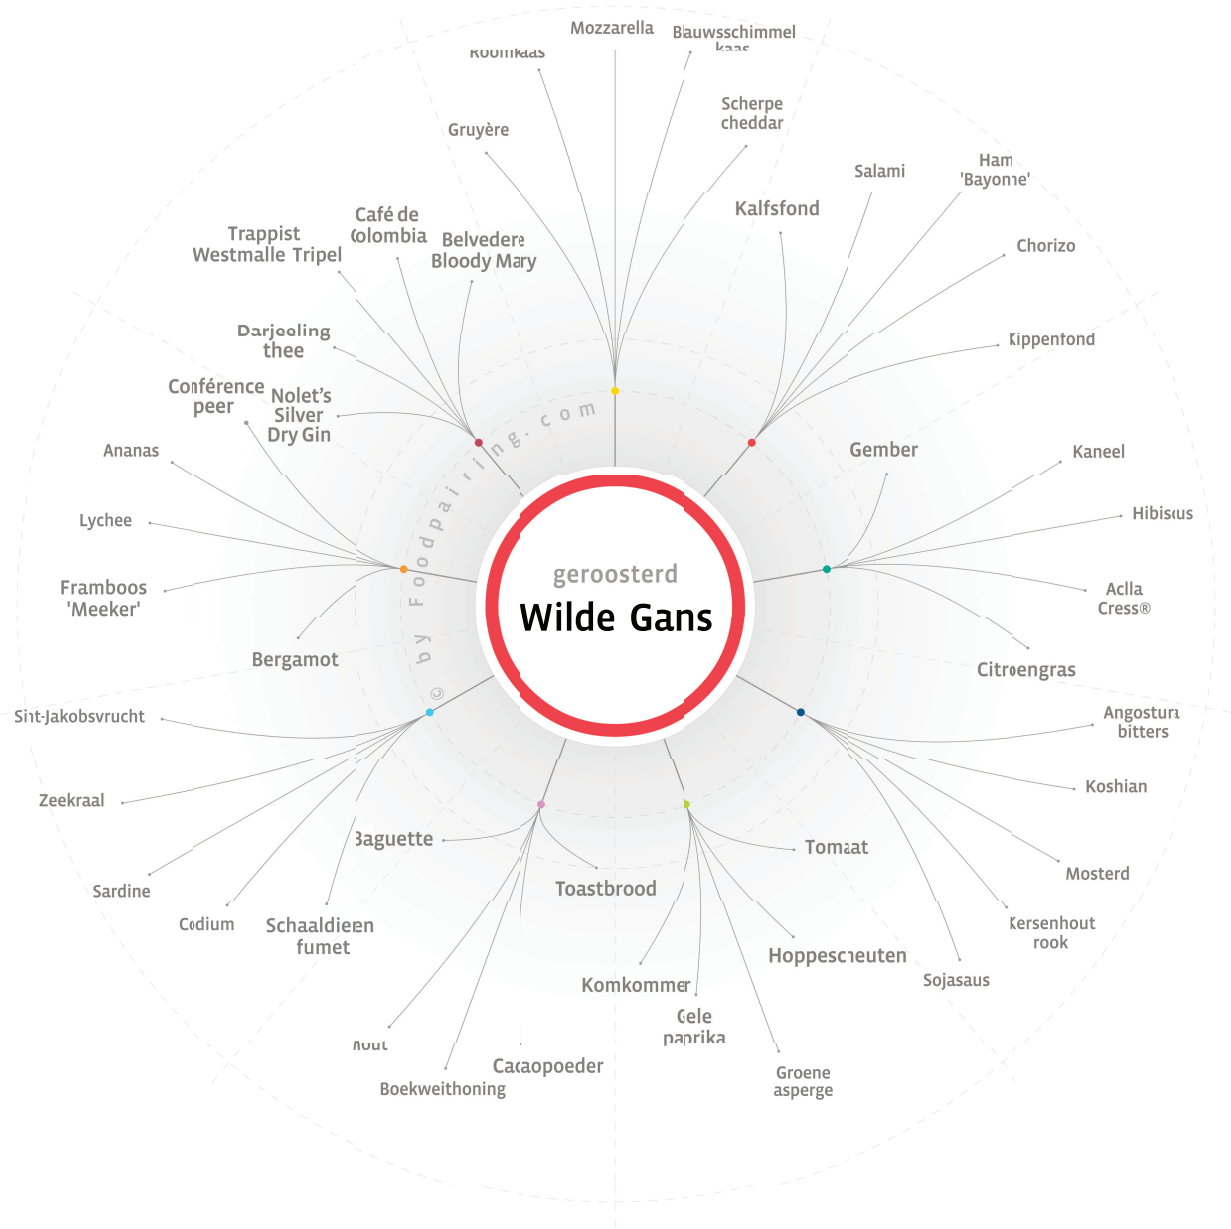 Mozzarella
Bauwsschimmel
kaas
Roomkaas
Scherpe
cheddar
Gruyère
Salami
Ham
'Bayonne'
Kalfsfond
Chorizo
Kippenfond
Café de
Colombia
Trappist
Westmalle Tripel
Belvedere
Bloody Mary
Darjeeling
thee
Nolet's
Silver
Dry Gin
Conférence
peer
Ananas
Lychee
Framboos
'Meeker'
Bergamot
Gember
Kaneel
Hibiscus
Aclla
Cress®
Citroengras
© by Foodpairing.com
geroosterd
Wilde Gans
Sint-Jakobsvrucht
Zeekraal
Sardine
Codium
Schaaldieren
fumet
Baguette
Toastbrood
Boekweithoning
Cacaopoeder
Komkommer
Gele
paprika
Groene
asperge
Hoppescheuten
Tomaat
Angostura
bitters
Koshian
Mosterd
Kersenhout
rook
Sojasaus